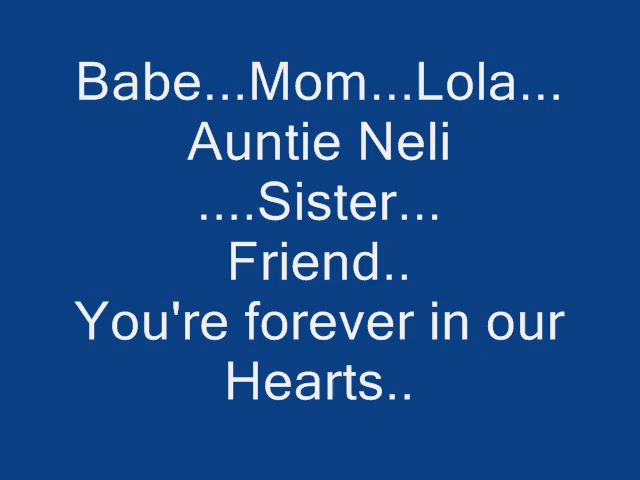 Babe...Mom...Lola...
Auntie Neli
....Sister...
Friend..
You're forever in our
Hearts..